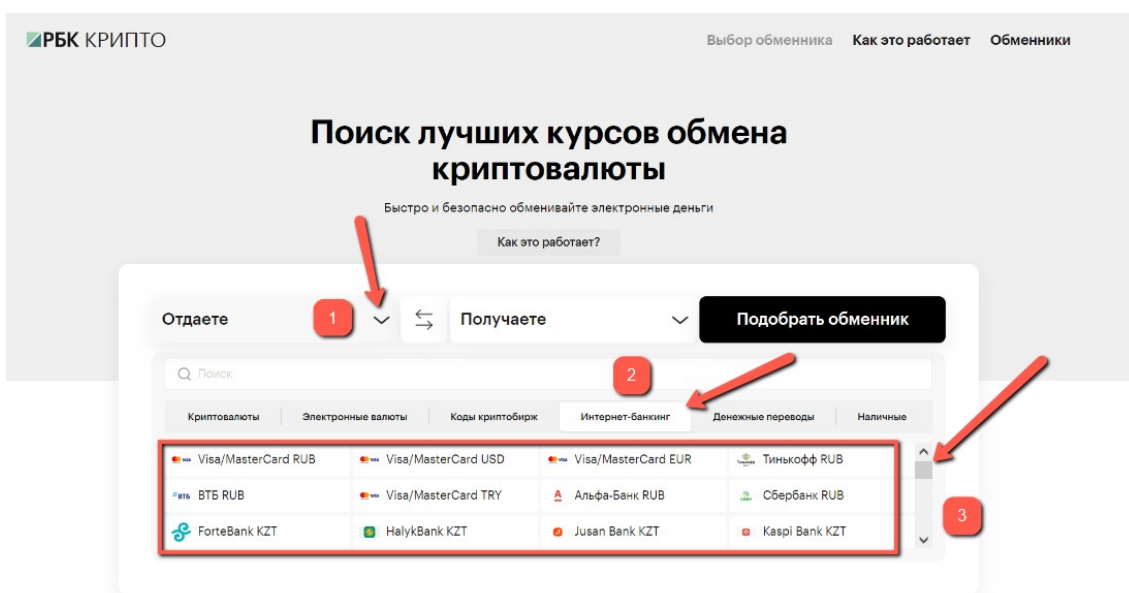 РБК КРИПТО
Выбор обменника Как это работает Обменники
Поиск лучших курсов обмена
криптовалюты
Быстро и безопасно обменивайте электронные деньги
Как это работает?
Отдаете 1 Получаете Подобрать обменник
Поиск 2
Криптовалюты Электронные валюты Коды криптобирж Интернет-банкинг Денежные переводы Наличные
Visa/MasterCard RUB Visa/MasterCard USD Visa/MasterCard EUR Тинькофф RUB
ВТБ ВТБ RUB Visa/MasterCard TRY Альфа-Банк RUB Сбербанк RUB
3
ForteBank KZT HalykBank KZT Jusan Bank KZT Kaspi Bank KZT